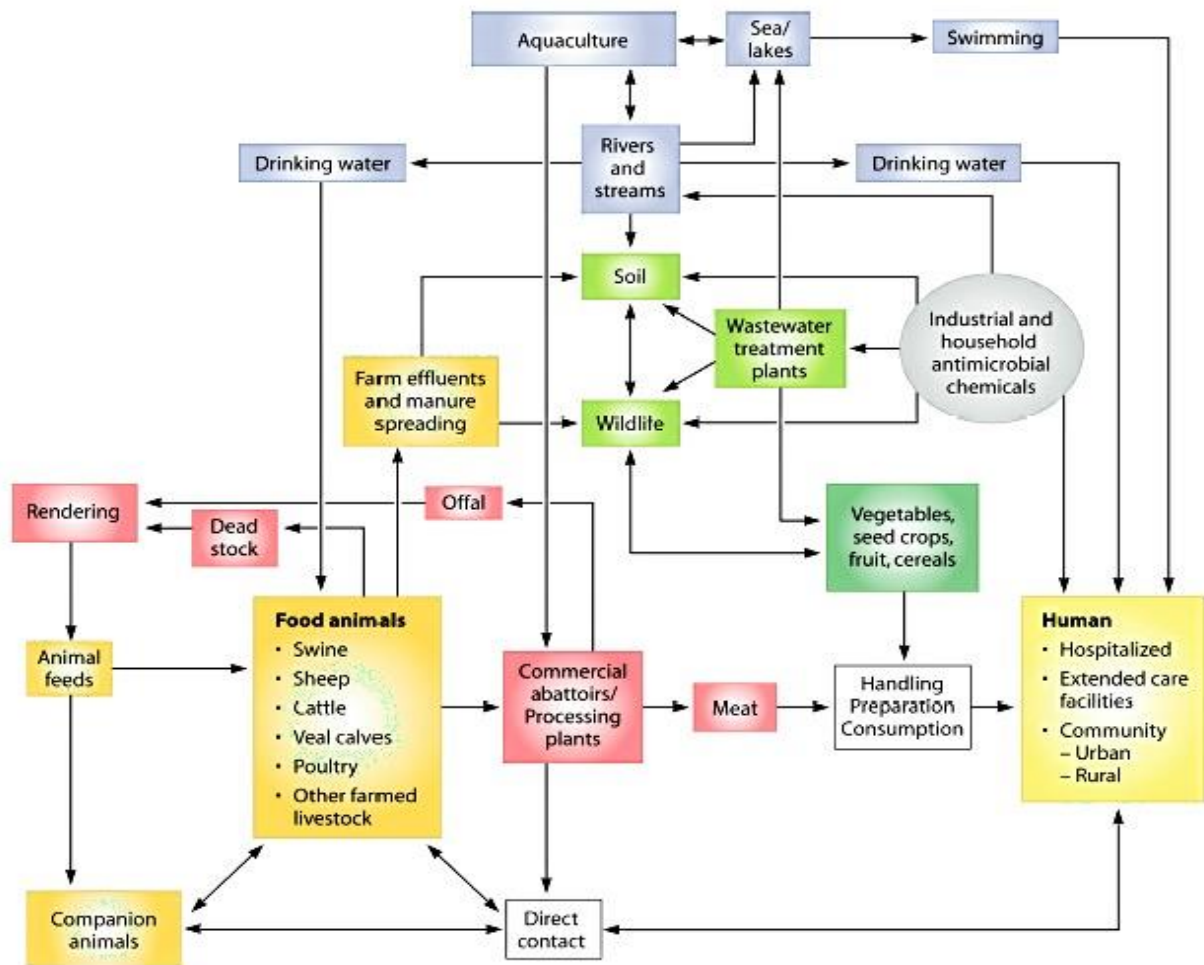 Aquaculture
Sea/
lakes
Swimming
Drinking water
Rivers
and
streams
Drinking water
Soil
Wastewater
treatment
plants
Industrial and
household
antimicrobial
chemicals
Farm effluents
and manure
spreading
Wildlife
Rendering
Dead
stock
Offal
Vegetables,
seed crops,
fruit, cereals
Animal
feeds
Food animals
• Swine
• Sheep
• Cattle
• Veal calves
• Poultry
• Other farmed
livestock
Commercial
abattoirs/
Processing
plants
Meat
Handling
Preparation
Consumption
Human
• Hospitalized
• Extended care
facilities
• Community
– Urban
– Rural
Companion
animals
Direct
contact